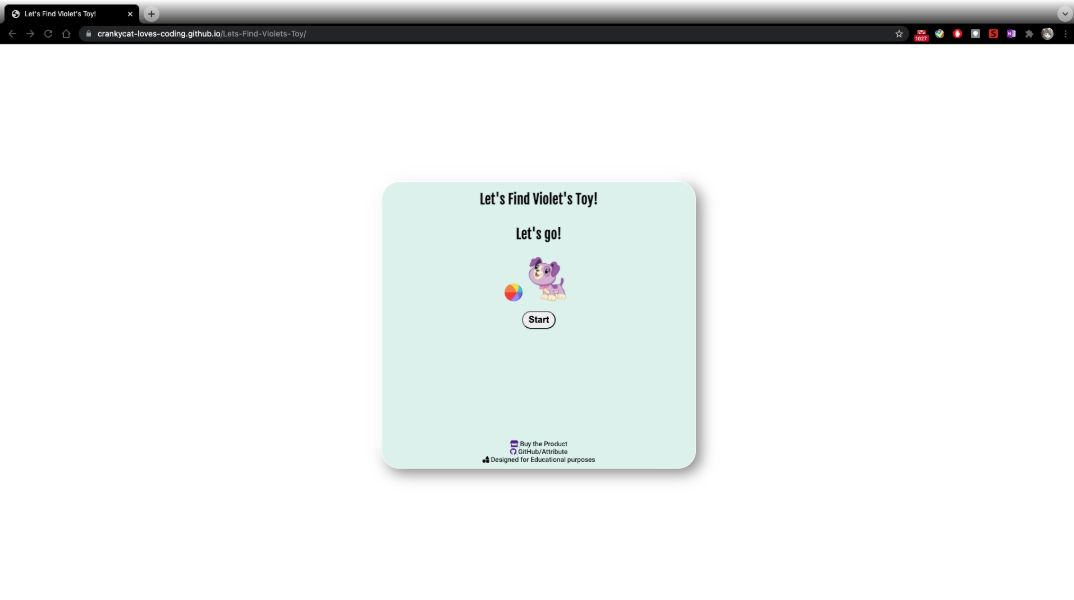 Let's Find Violet's Toy!
crankycat-loves-coding.github.io/Lets-Find-Violets-Toy/
1027
Let's Find Violet's Toy!
Let's go!
Start
Buy the Product
GitHub/Attribute
Designed for Educational purposes